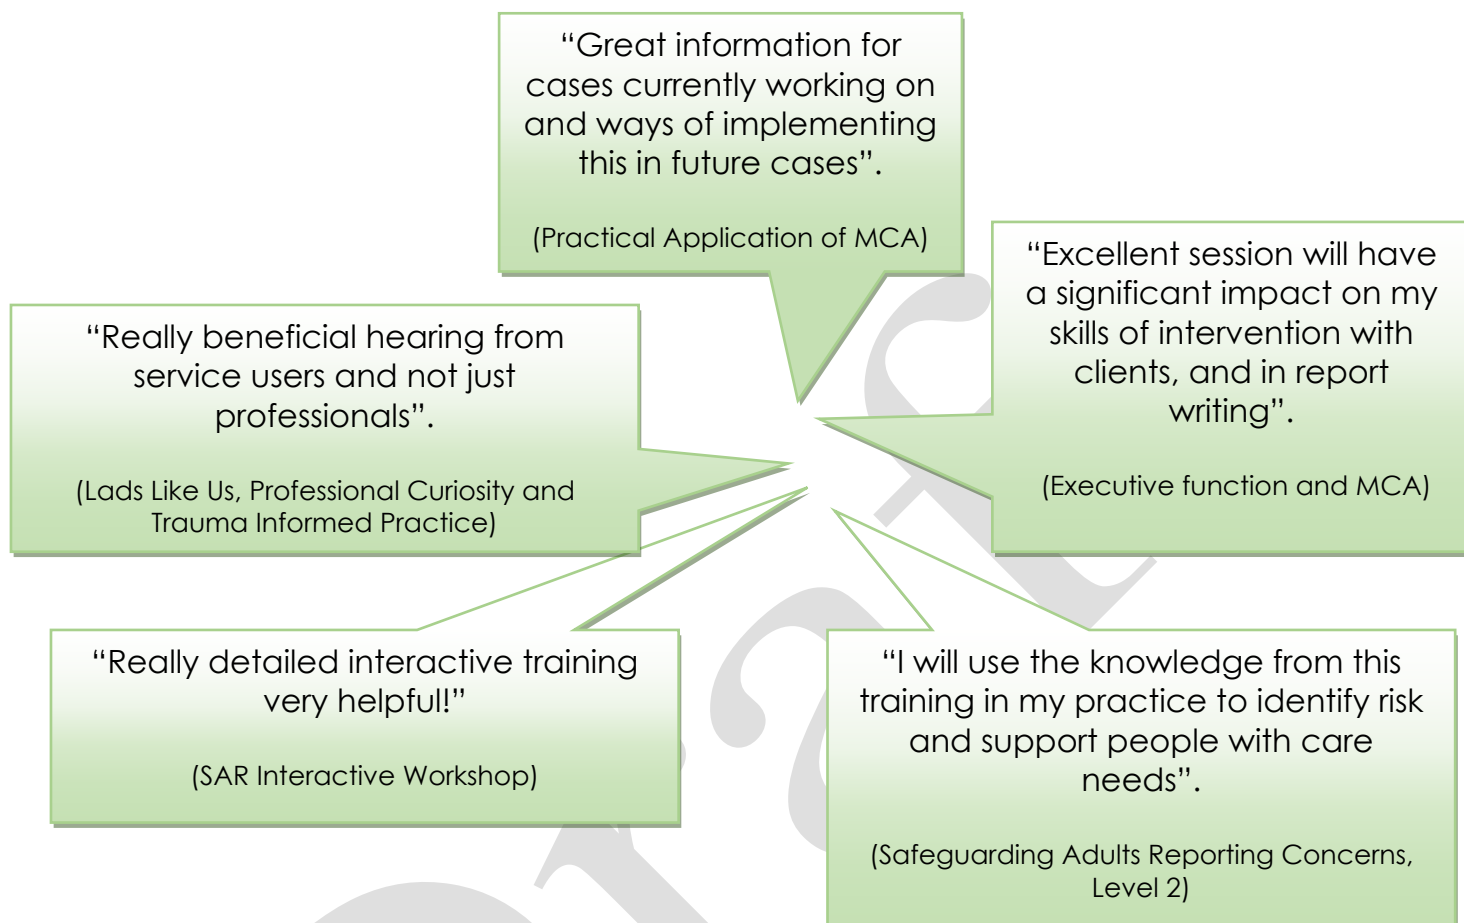 “Great information for
cases currently working on
and ways of implementing
this in future cases”.
(Practical Application of MCA)
“Excellent session will have
a significant impact on my
skills of intervention with
clients, and in report
writing”.
(Executive function and MCA)
“Really beneficial hearing from
service users and not just
professionals”.
(Lads Like Us, Professional Curiosity and
Trauma Informed Practice)
“Really detailed interactive training
very helpful!”
(SAR Interactive Workshop)
“I will use the knowledge from this
training in my practice to identify risk
and support people with care
needs”.
(Safeguarding Adults Reporting Concerns,
Level 2)